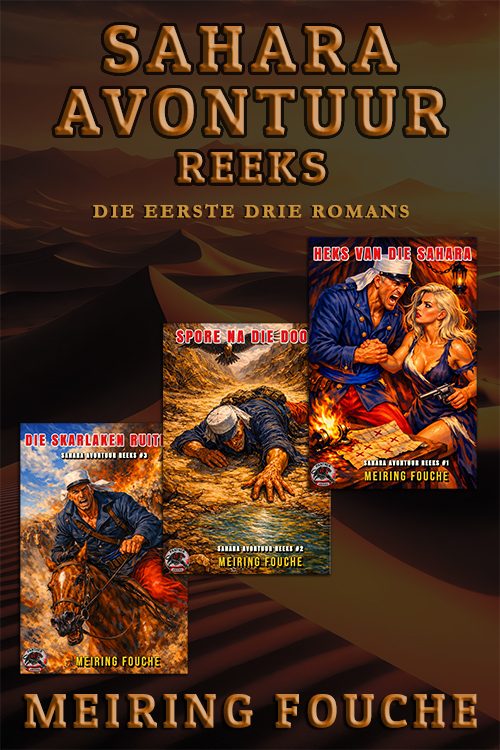 SAHARA
AVONTUUR
REEKS
DIE EERSTE DRIE ROMANS
HEKS VAN DIE SAHARA
SAHARA AVONTUUR REEKS #1
MEIRING FOUCHE
SPORE NA DIE DOO
SAHARA AVONTUUR REEKS #2
MEIRING FOUCHE
DIE SKARLAKEN RUIT
SAHARA AVONTUUR REEKS #3
MEIRING FOUCHE
MEIRING FOUCHE